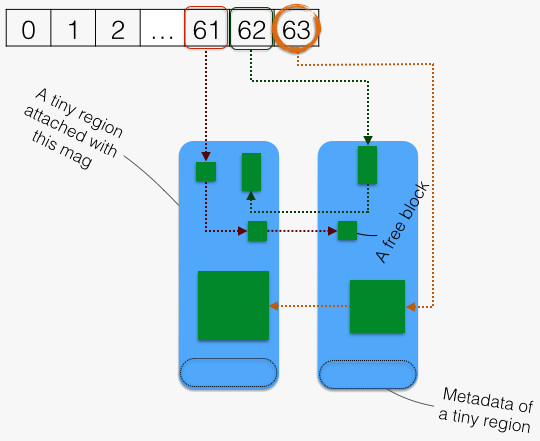 0 1 2 ... 61 62 63
A tiny region
attached with
this mag
A free block
Metadata of
a tiny region